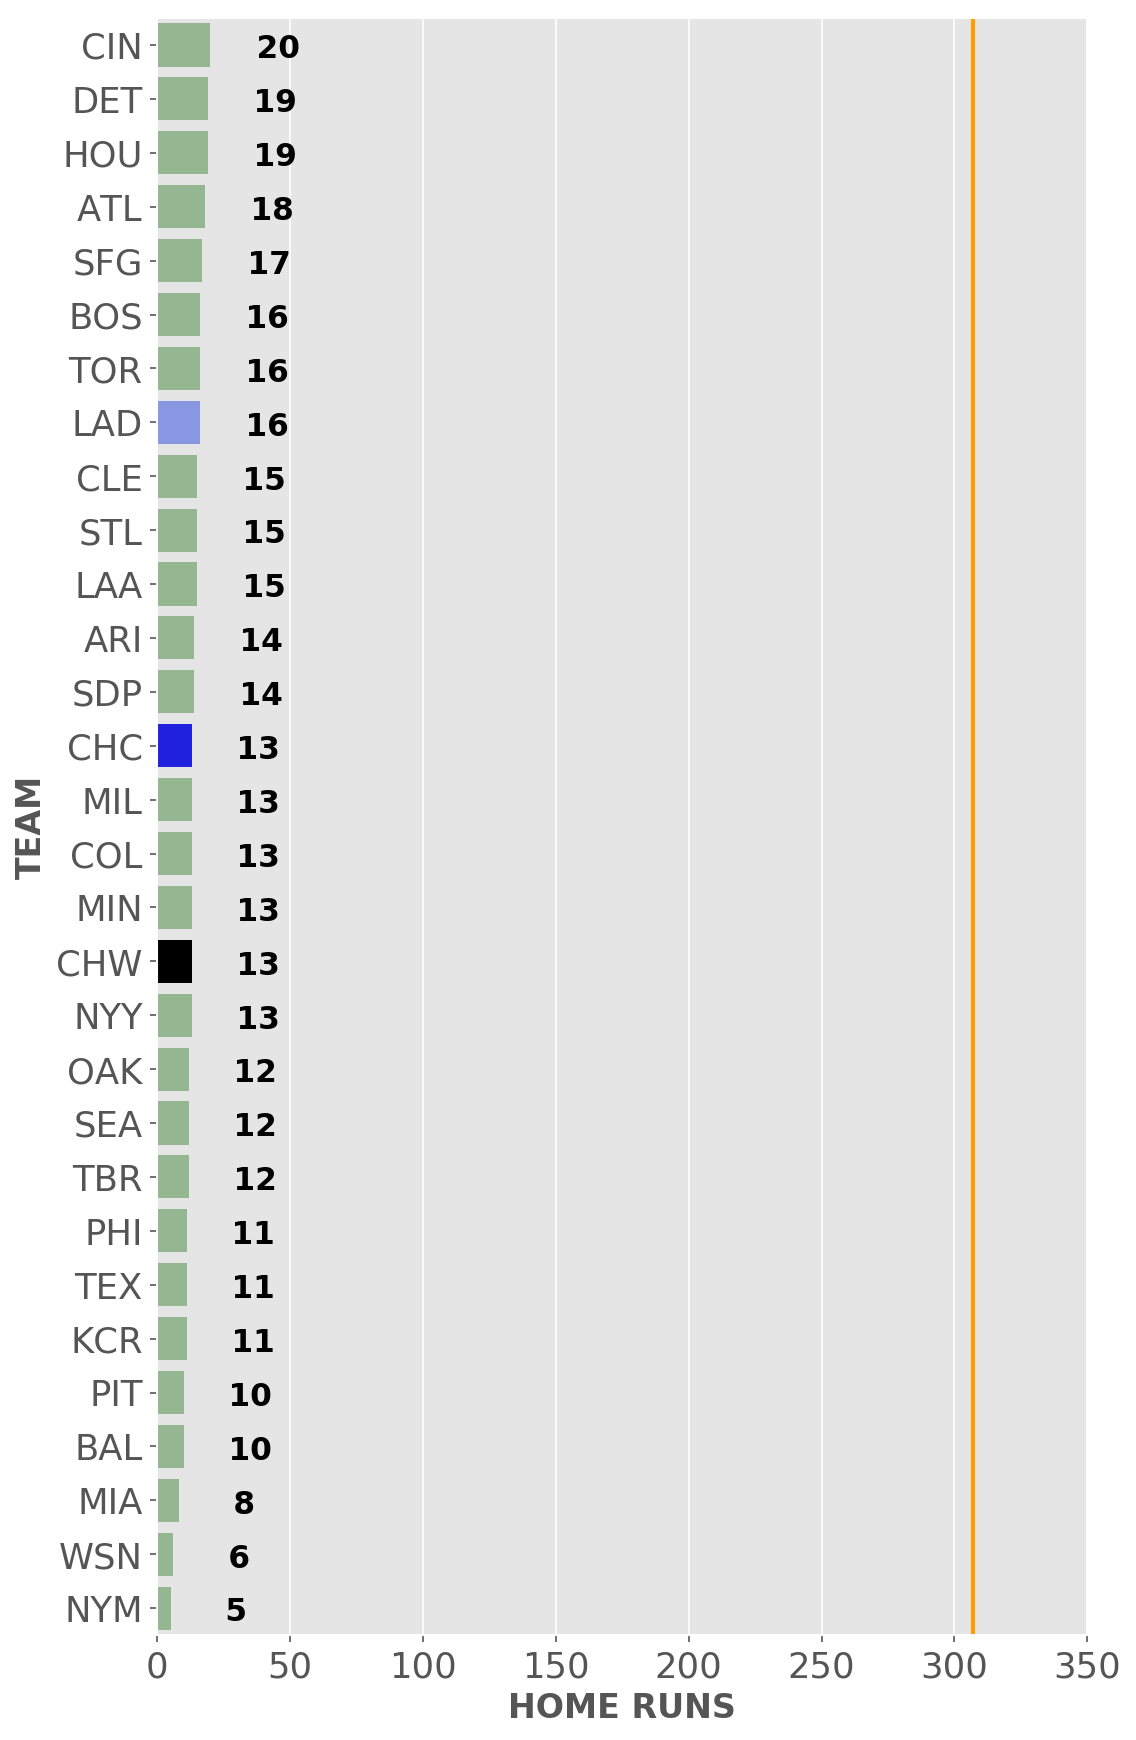 CIN 20
DET 19
HOU 19
ATL 18
SFG 17
BOS 16
TOR 16
LAD 16
CLE 15
STL 15
LAA 15
ARI 14
SDP 14
CHC 13
MIL 13
COL 13
MIN 13
CHW 13
NYY 13
OAK 12
SEA 12
TBR 12
PHI 11
TEX 11
KCR 11
PIT 10
BAL 10
MIA 8
WSN 6
NYM 5
TEAM
0 50 100 150 200 250 300 350
HOME RUNS